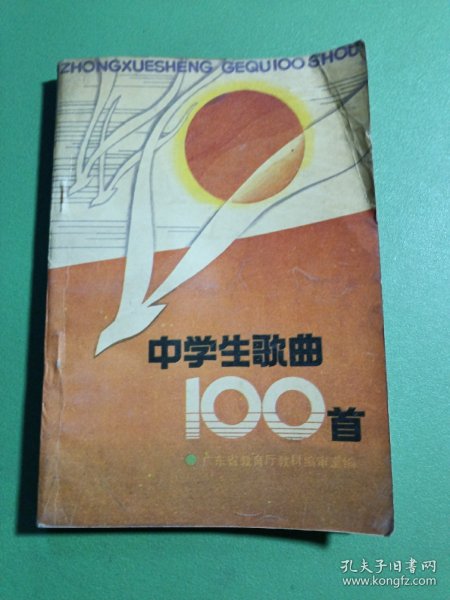 ZHONGXUESHENG GEQU100 SHOU
中学生歌曲
100首
广东省教育厅教材编审室编
孔夫子旧书网
www.kongfz.com